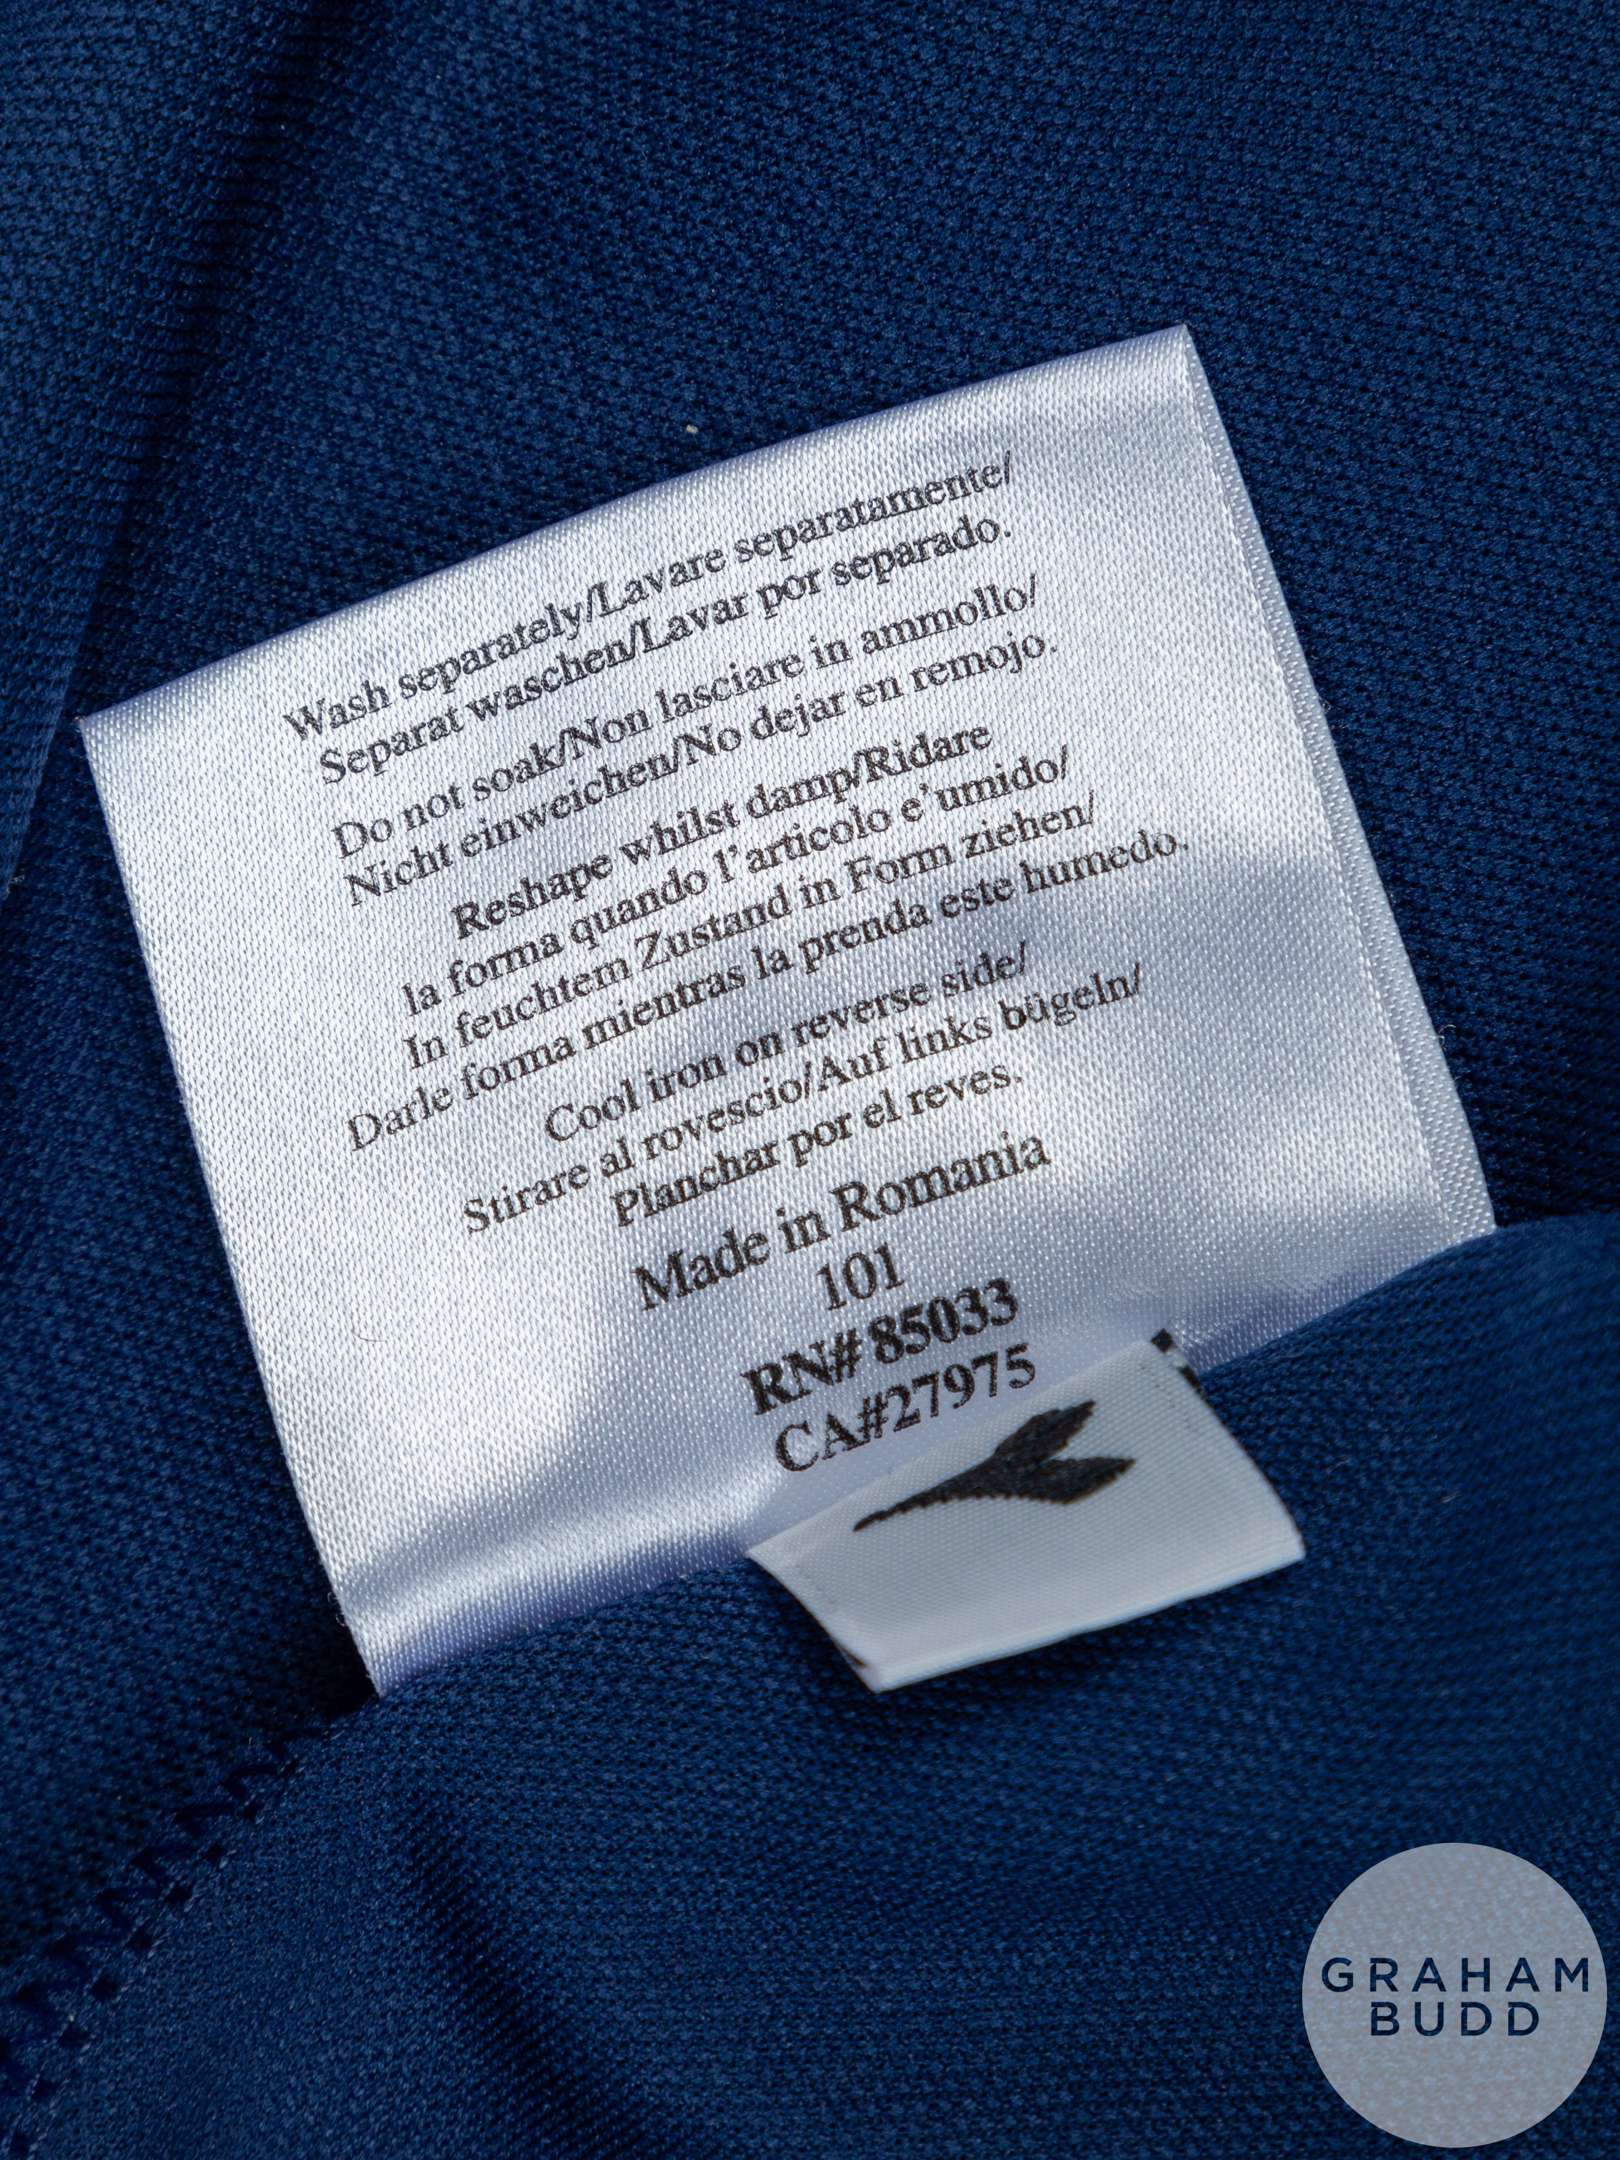 Wash separately/Lavare separatamente/
Separat waschen/Lavar por separado.
Do not soak/Non lasciare in ammollo/
Nicht einweichen/No dejar en remojo.
Reshape whilst damp/Ridare
la forma quando l'articolo e'umido/
In feuchtem Zustand in Form ziehen/
Darle forma mientras la prenda este humedo.
Cool iron on reverse side/
Stirare al rovescio/Auf links bügeln/
Planchar por el reves.
Made in Romania
101
RN# 85033
CA#27975
GRAHAM
BUDD